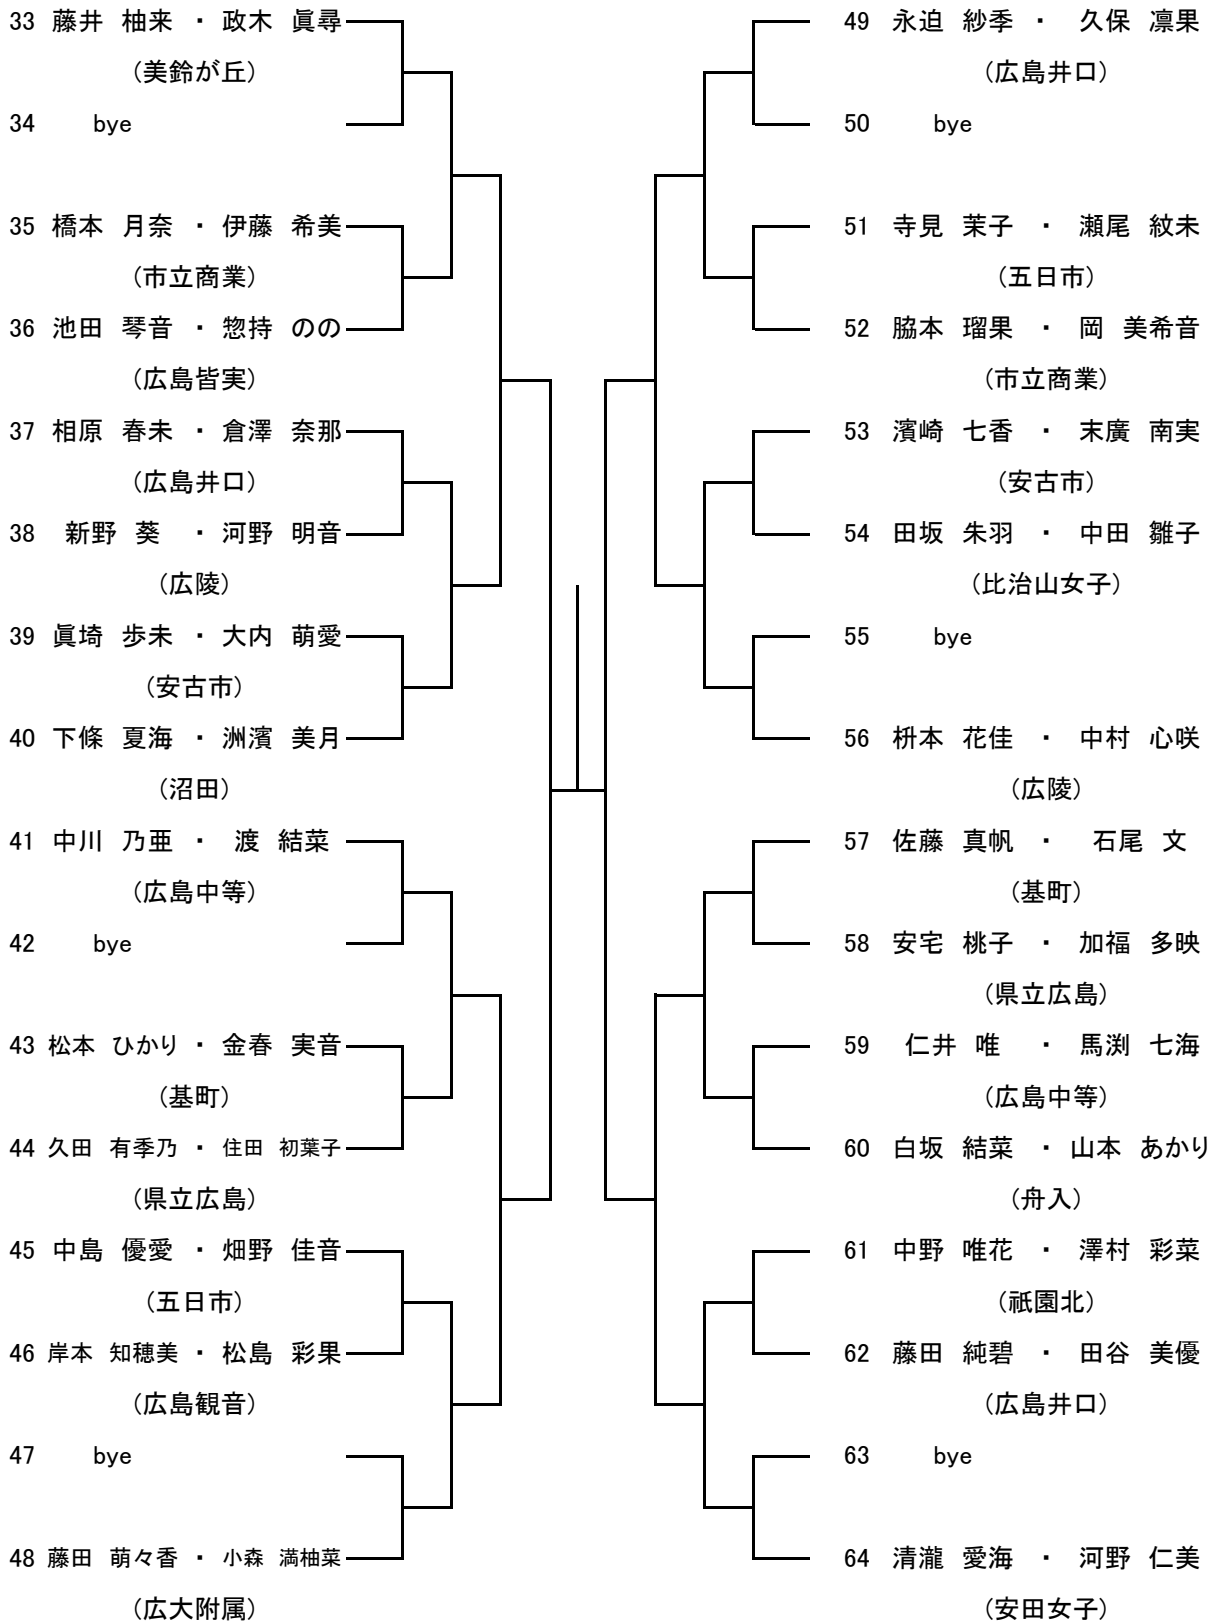 33 藤井 柚来 ・ 政木 眞尋
(美鈴が丘)
34 bye
35 橋本 月奈 ・ 伊藤 希美
(市立商業)
36 池田 琴音 ・ 惣持 のの
(広島皆実)
37 相原 春未 ・ 倉澤 奈那
(広島井口)
38 新野 葵 ・ 河野 明音
(広陵)
39 眞埼 歩未 ・ 大内 萌愛
(安古市)
40 下條 夏海 ・ 洲濱 美月
(沼田)
41 中川 乃亜 ・ 渡 結菜
(広島中等)
42 bye
43 松本 ひかり ・ 金春 実音
(基町)
44 久田 有季乃 ・ 住田 初葉子
(県立広島)
45 中島 優愛 ・ 畑野 佳音
(五日市)
46 岸本 知穂美 ・ 松島 彩果
(広島観音)
47 bye
48 藤田 萌々香 ・ 小森 満柚菜
(広大附属)
49 永迫 紗季 ・ 久保 凛果
(広島井口)
50 bye
51 寺見 茉子 ・ 瀬尾 紋未
(五日市)
52 脇本 瑠果 ・ 岡 美希音
(市立商業)
53 濱崎 七香 ・ 末廣 南実
(安古市)
54 田坂 朱羽 ・ 中田 雛子
(比治山女子)
55 bye
56 枡本 花佳 ・ 中村 心咲
(広陵)
57 佐藤 真帆 ・ 石尾 文
(基町)
58 安宅 桃子 ・ 加福 多映
(県立広島)
59 仁井 唯 ・ 馬渕 七海
(広島中等)
60 白坂 結菜 ・ 山本 あかり
(舟入)
61 中野 唯花 ・ 澤村 彩菜
(祇園北)
62 藤田 純碧 ・ 田谷 美優
(広島井口)
63 bye
64 清瀧 愛海 ・ 河野 仁美
(安田女子)